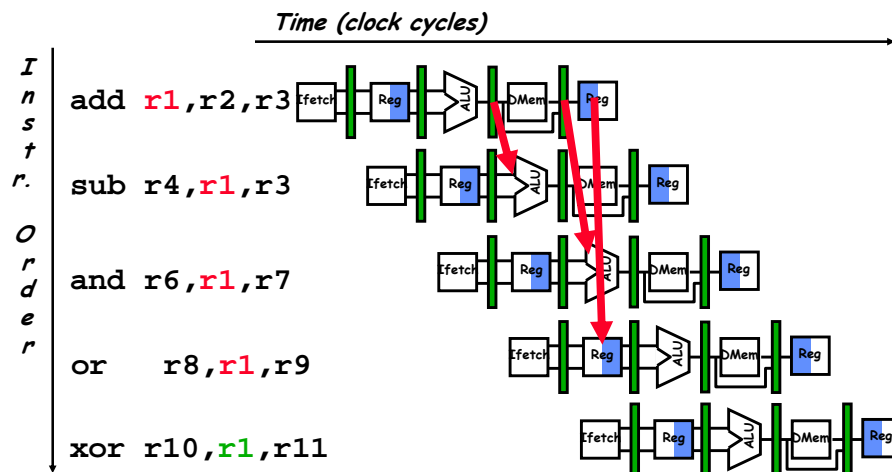 Time (clock cycles)
Instr. Order
add r1,r2,r3
Ifetch Reg ALU DMem Reg
sub r4,r1,r3
Ifetch Reg ALU DMem Reg
and r6,r1,r7
Ifetch Reg ALU DMem Reg
or r8,r1,r9
Ifetch Reg ALU DMem Reg
xor r10,r1,r11
Ifetch Reg ALU DMem Reg